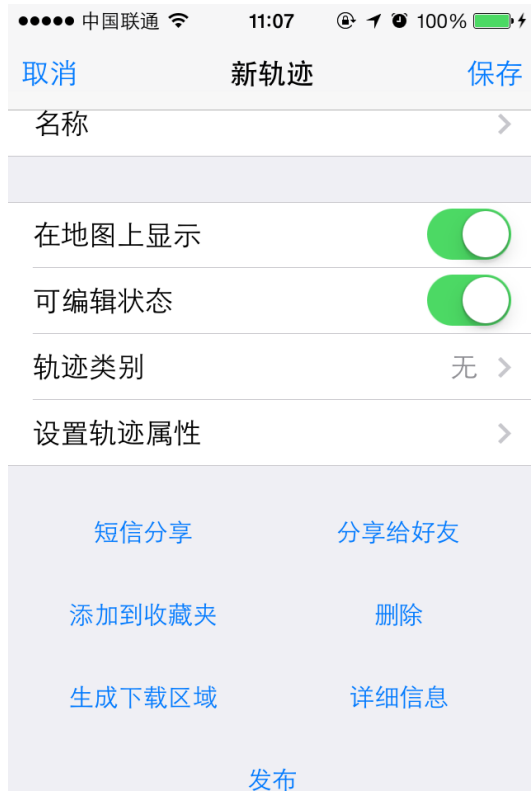 中国联通 11:07 100%
取消 新轨迹 保存
名称
在地图上显示
可编辑状态
轨迹类别 无
设置轨迹属性
短信分享 分享给好友
添加到收藏夹 删除
生成下载区域 详细信息
发布